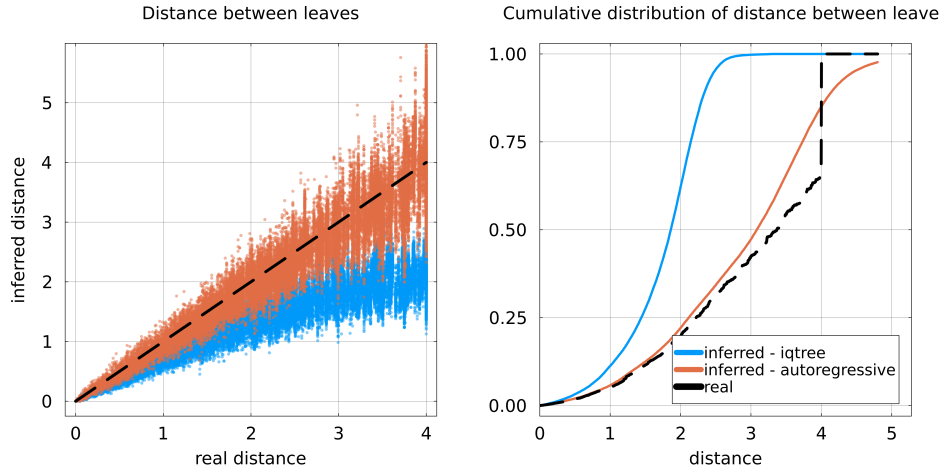 Distance between leaves
inferred distance
5
4
3
2
1
0
0 1 2 3 4
real distance
Cumulative distribution of distance between leave
1.00
0.75
0.50
0.25
0.00
inferred - iqtree
inferred - autoregressive
real
0 1 2 3 4 5
distance